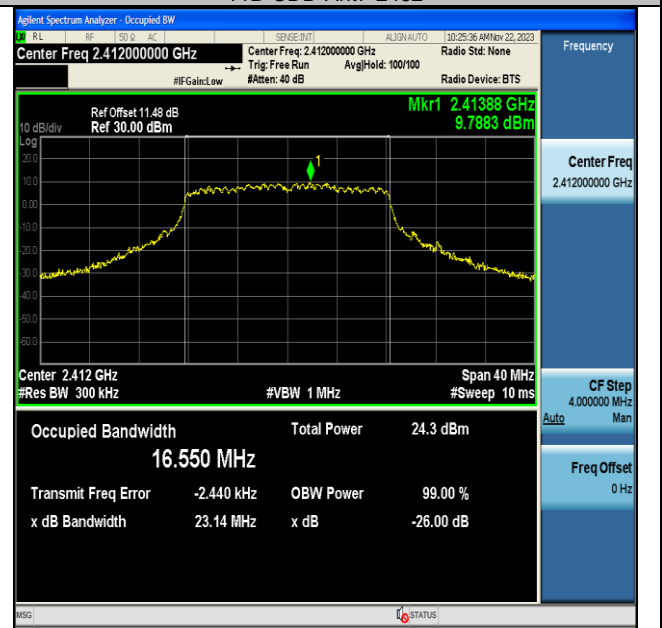 Agilent Spectrum Analyzer - Occupied BW
RL RF 50 Ω AC SENSE:INT ALIGN AUTO 10:25:36 AM Nov 22, 2023
Center Freq 2.412000000 GHz
Center Freq: 2.412000000 GHz
Radio Std: None
Trig: Free Run Avg|Hold: 100/100
#IFGain:Low #Atten: 40 dB Radio Device: BTS
Frequency
Ref Offset 11.48 dB
10 dB/div Ref 30.00 dBm
Mkr1 2.41388 GHz
9.7883 dBm
Log
20.0
10.0
0.00
-10.0
-20.0
-30.0
-40.0
-50.0
-60.0
1
Center 2.412 GHz Span 40 MHz
#Res BW 300 kHz #VBW 1 MHz #Sweep 10 ms
Occupied Bandwidth Total Power 24.3 dBm
16.550 MHz
Transmit Freq Error -2.440 kHz OBW Power 99.00 %
x dB Bandwidth 23.14 MHz x dB -26.00 dB
Center Freq
2.412000000 GHz
CF Step
4.000000 MHz
Auto Man
Freq Offset
0 Hz
MSG STATUS